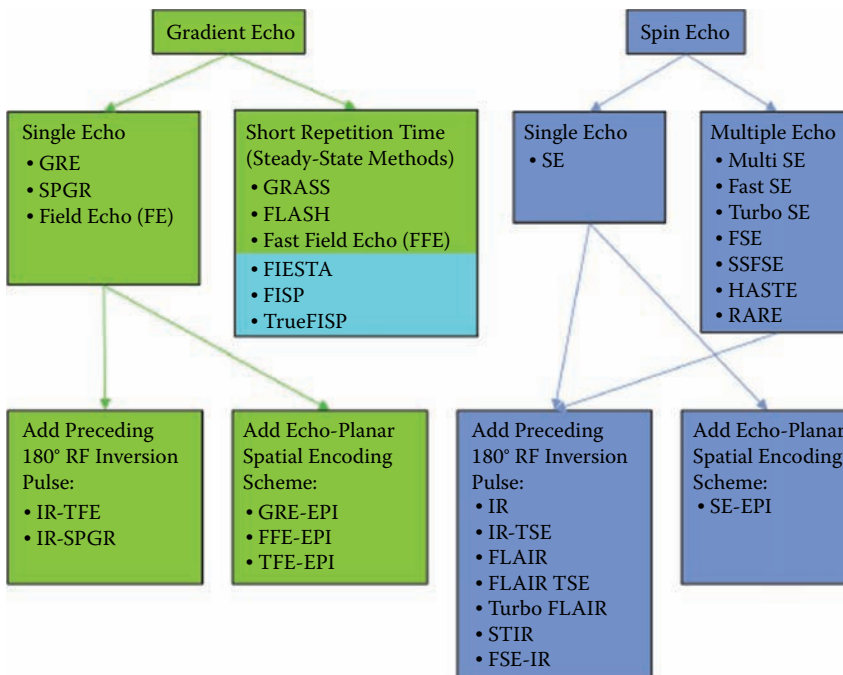 Gradient Echo
Spin Echo
Single Echo
• GRE
• SPGR
• Field Echo (FE)
Short Repetition Time
(Steady-State Methods)
• GRASS
• FLASH
• Fast Field Echo (FFE)
• FIESTA
• FISP
• TrueFISP
Single Echo
• SE
Multiple Echo
• Multi SE
• Fast SE
• Turbo SE
• FSE
• SSFSE
• HASTE
• RARE
Add Preceding
180° RF Inversion
Pulse:
• IR-TFE
• IR-SPGR
Add Echo-Planar
Spatial Encoding
Scheme:
• GRE-EPI
• FFE-EPI
• TFE-EPI
Add Preceding
180° RF Inversion
Pulse:
• IR
• IR-TSE
• FLAIR
• FLAIR TSE
• Turbo FLAIR
• STIR
• FSE-IR
Add Echo-Planar
Spatial Encoding
Scheme:
• SE-EPI